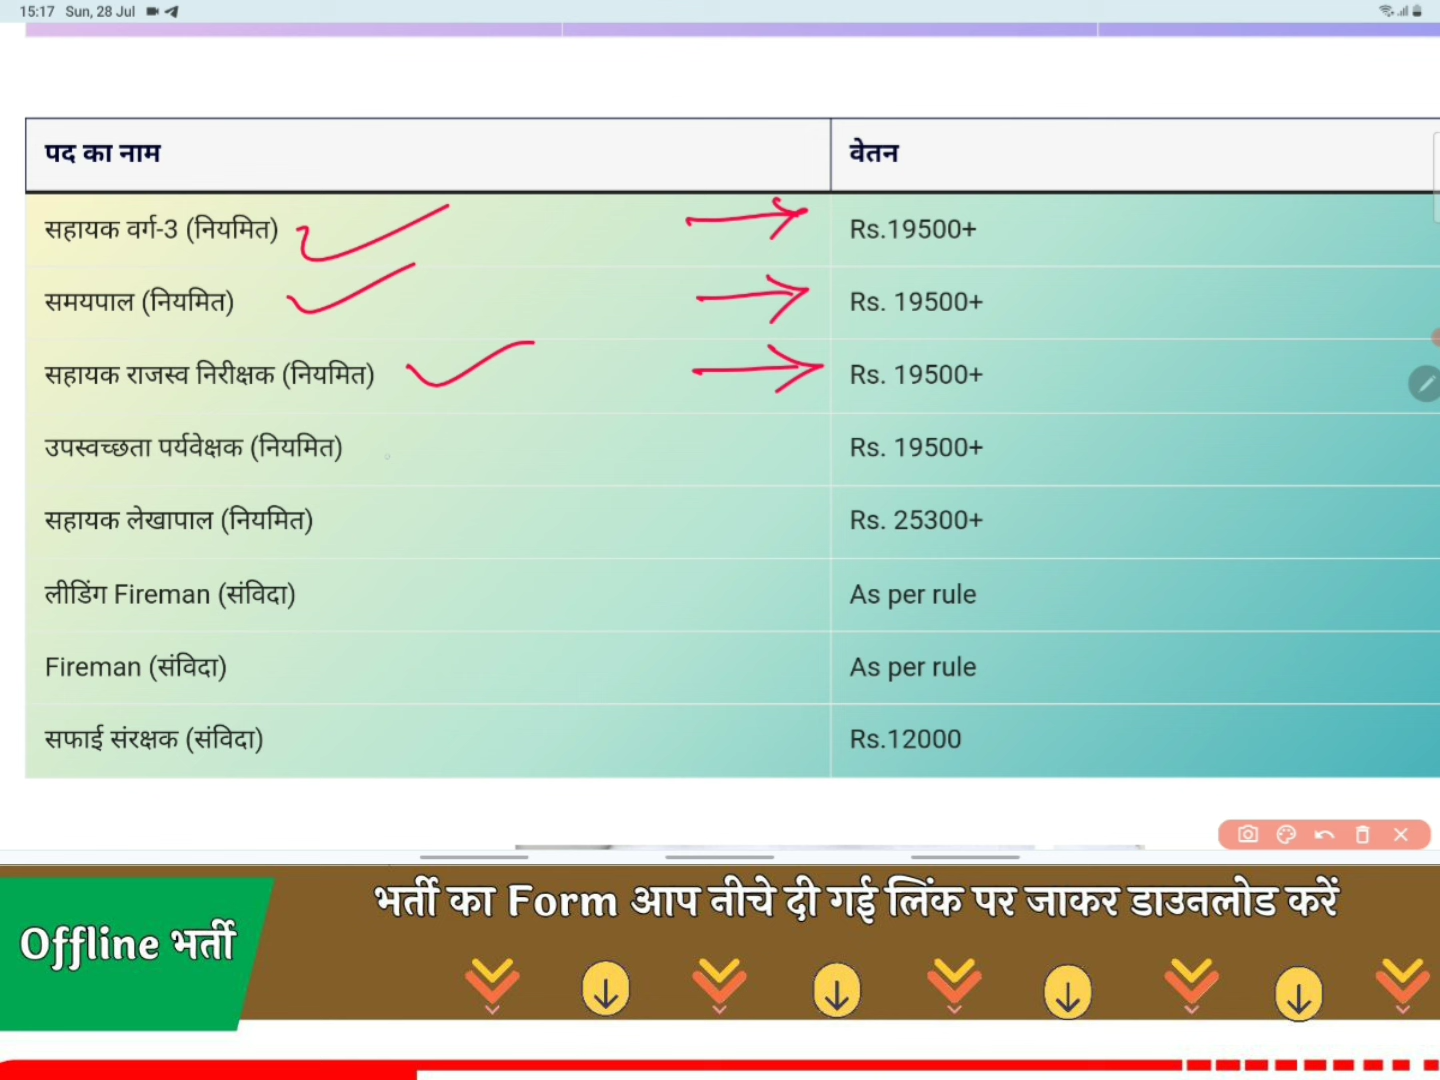 15:17 Sun, 28 Jul
पद का नाम वेतन
सहायक वर्ग-3 (नियमित) Rs.19500+
समयपाल (नियमित) Rs. 19500+
सहायक राजस्व निरीक्षक (नियमित) Rs. 19500+
उपस्वच्छता पर्यवेक्षक (नियमित) Rs. 19500+
सहायक लेखापाल (नियमित) Rs. 25300+
लीडिंग Fireman (संविदा) As per rule
Fireman (संविदा) As per rule
सफाई संरक्षक (संविदा) Rs.12000
भर्ती का Form आप नीचे दी गई लिंक पर जाकर डाउनलोड करें
Offline भर्ती